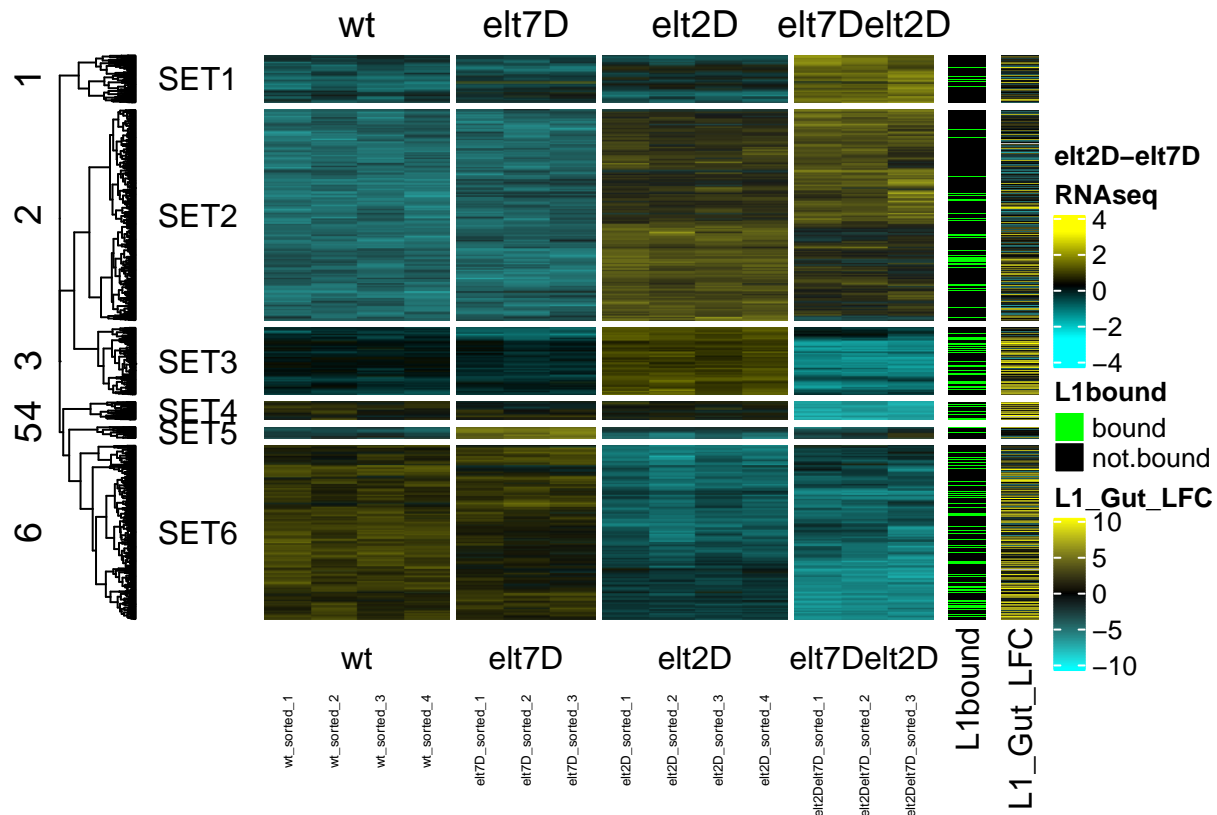 wt elt7D elt2D elt7Delt2D
1 SET1
2 SET2
3 SET3
4 SET4
5 SET5
6 SET6
wt elt7D elt2D elt7Delt2D
wt_sorted_1
wt_sorted_2
wt_sorted_3
wt_sorted_4
elt7D_sorted_1
elt7D_sorted_2
elt7D_sorted_3
elt2D_sorted_1
elt2D_sorted_2
elt2D_sorted_3
elt2D_sorted_4
elt2Delt7D_sorted_1
elt2Delt7D_sorted_2
elt2Delt7D_sorted_3
L1bound
L1_Gut_LFC
elt2D−elt7D
RNAseq
4
2
0
−2
−4
L1bound
bound
not.bound
L1_Gut_LFC
10
5
0
−5
−10